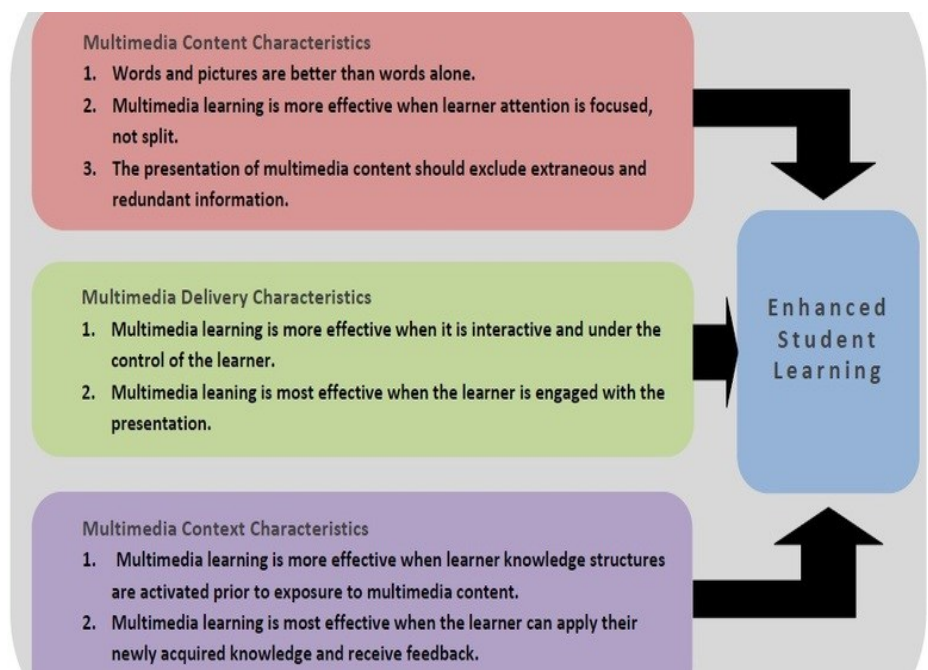 Multimedia Content Characteristics
1. Words and pictures are better than words alone.
2. Multimedia learning is more effective when learner attention is focused,
not split.
3. The presentation of multimedia content should exclude extraneous and
redundant information.
Multimedia Delivery Characteristics
1. Multimedia learning is more effective when it is interactive and under the
control of the learner.
2. Multimedia leaning is most effective when the learner is engaged with the
presentation.
Multimedia Context Characteristics
1. Multimedia learning is more effective when learner knowledge structures
are activated prior to exposure to multimedia content.
2. Multimedia learning is most effective when the learner can apply their
newly acquired knowledge and receive feedback.
Enhanced
Student
Learning